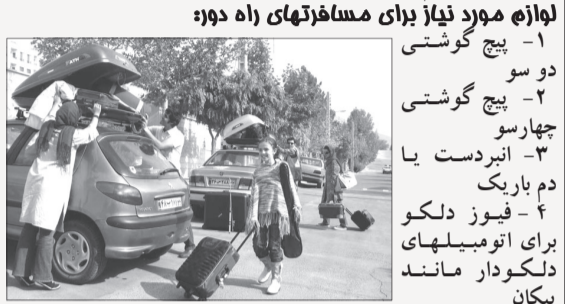 لوازم مورد نیاز برای مسافرتهای راه دور:
۱- پیچ گوشتی
دو سو
۲- پیچ گوشتی
چهارسو
۳- انبردست یا
دم باریک
۴ - فیوز دلکو
برای اتومبیلهای
دلکودار مانند
پیکان